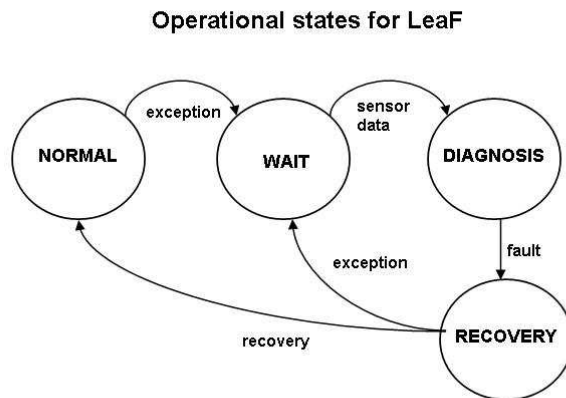 Operational states for LeaF
exception
sensor
data
NORMAL
WAIT
DIAGNOSIS
fault
exception
recovery
RECOVERY